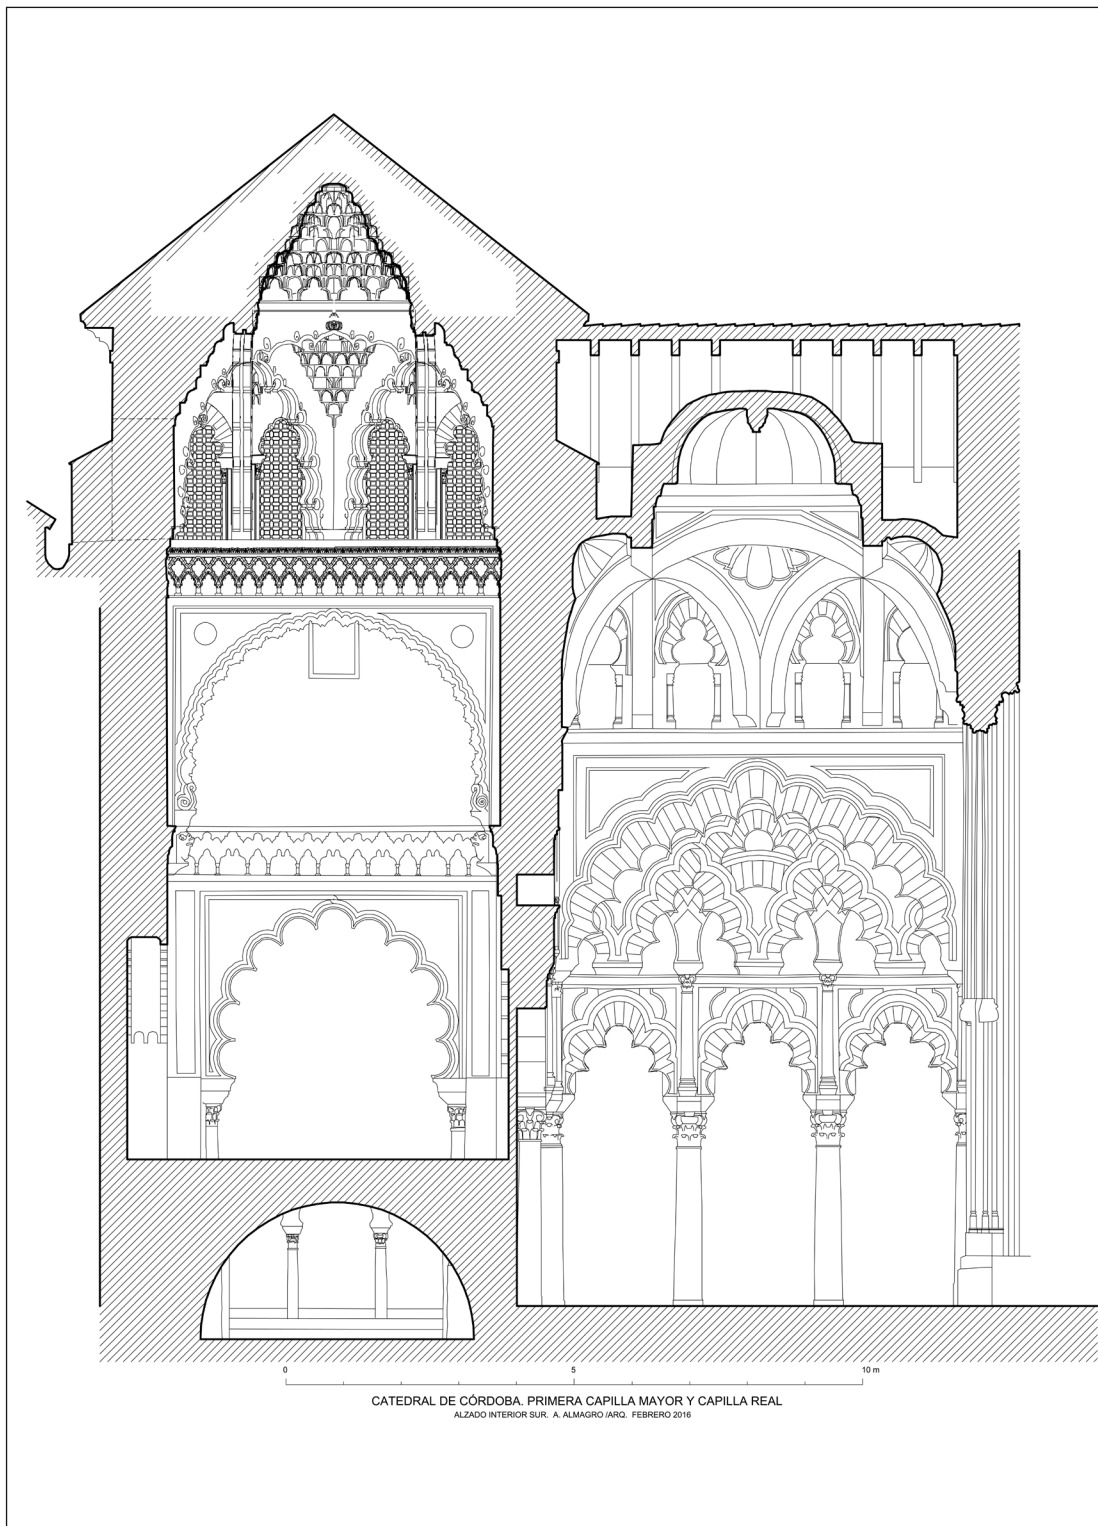 0 5 10 m
CATEDRAL DE CÓRDOBA. PRIMERA CAPILLA MAYOR Y CAPILLA REAL
ALZADO INTERIOR SUR. A. ALMAGRO /ARQ. FEBRERO 2016